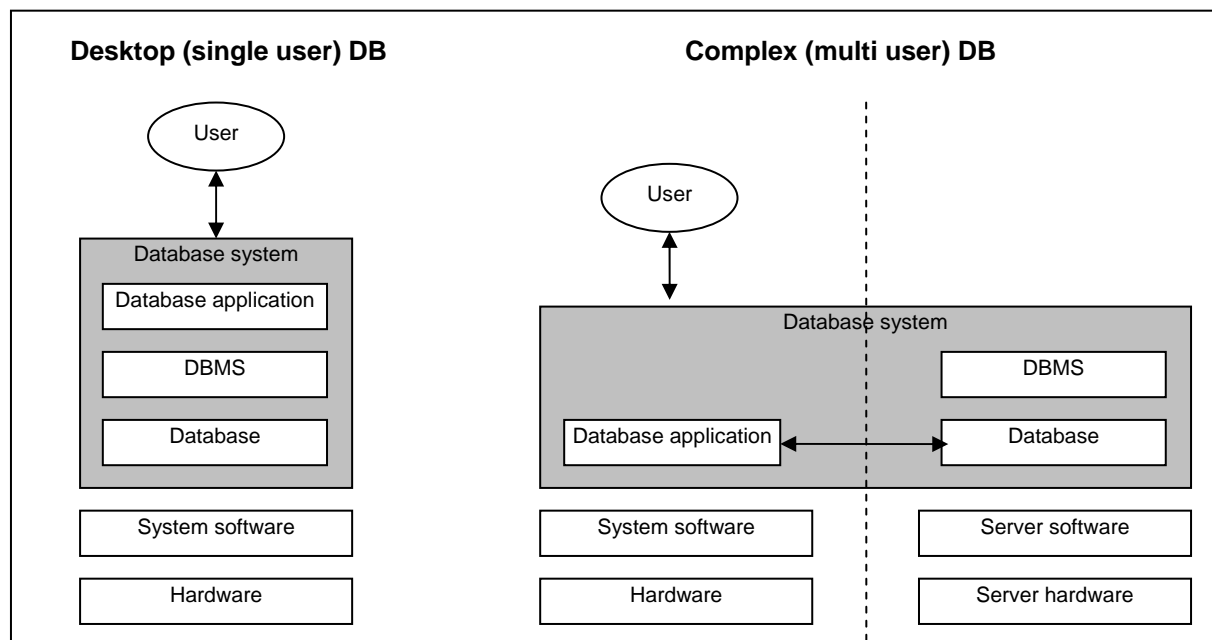 Desktop (single user) DB
User
Database system
Database application
DBMS
Database
System software
Hardware
Complex (multi user) DB
User
Database system
DBMS
Database application
Database
System software
Server software
Hardware
Server hardware